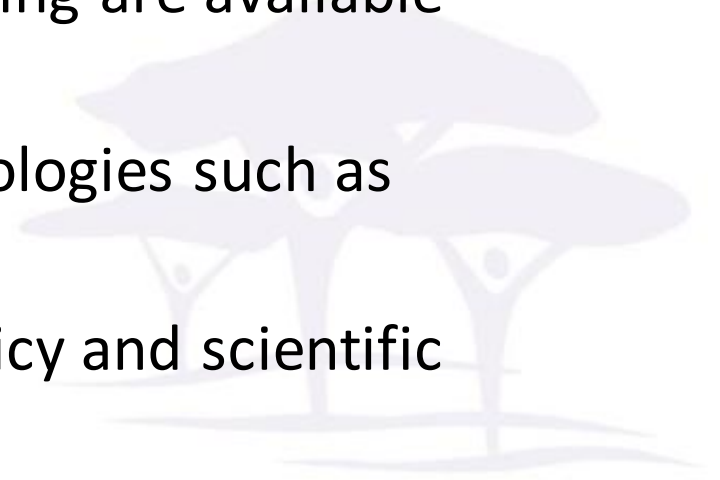 ing are available
ologies such as
icy and scientific